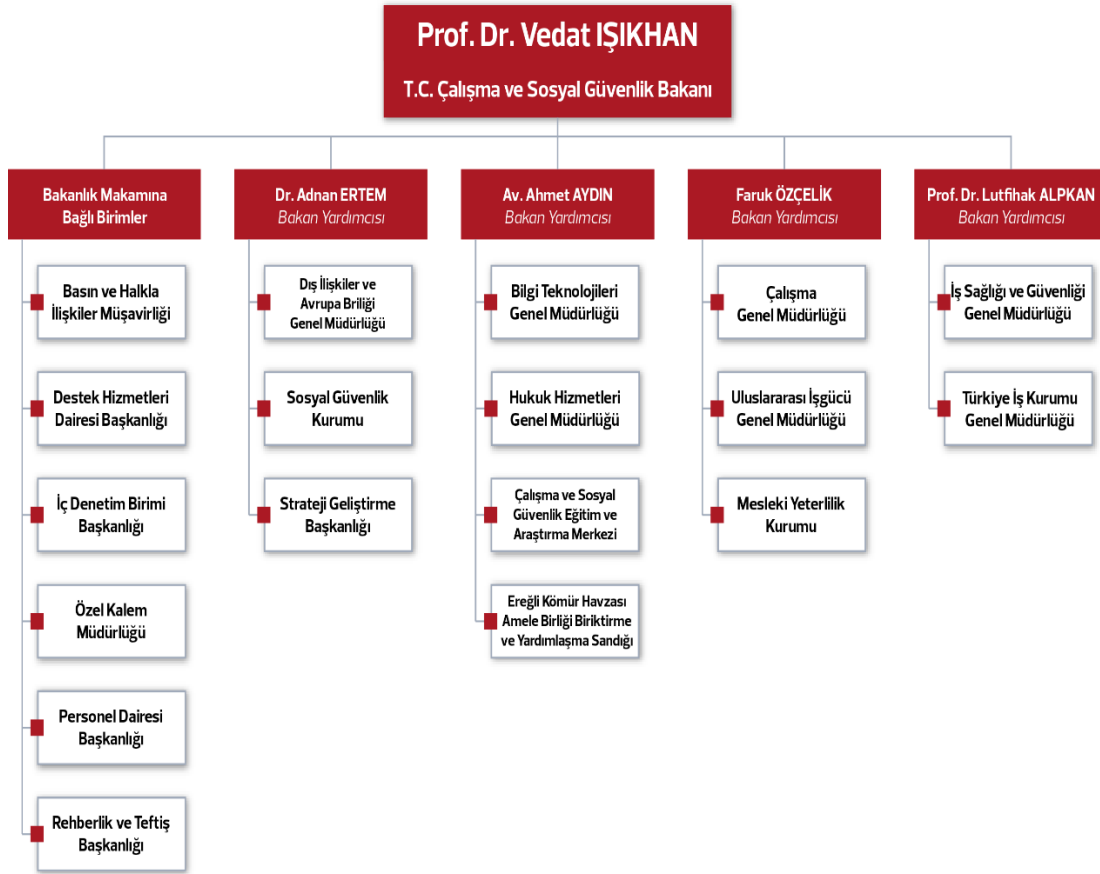 Prof. Dr. Vedat IŞIKHAN
T.C. Çalışma ve Sosyal Güvenlik Bakanı
Bakanlık Makamına
Bağlı Birimler
Basın ve Halkla
İlişkiler Müşavirliği
Destek Hizmetleri
Dairesi Başkanlığı
İç Denetim Birimi
Başkanlığı
Özel Kalem
Müdürlüğü
Personel Dairesi
Başkanlığı
Rehberlik ve Teftiş
Başkanlığı
Dr. Adnan ERTEM
Bakan Yardımcısı
Dış İlişkiler ve
Avrupa Briliği
Genel Müdürlüğü
Sosyal Güvenlik
Kurumu
Strateji Geliştirme
Başkanlığı
Av. Ahmet AYDIN
Bakan Yardımcısı
Bilgi Teknolojileri
Genel Müdürlüğü
Hukuk Hizmetleri
Genel Müdürlüğü
Çalışma ve Sosyal
Güvenlik Eğitim ve
Araştırma Merkezi
Ereğli Kömür Havzası
Amele Birliği Biriktirme
ve Yardımlaşma Sandığı
Faruk ÖZÇELİK
Bakan Yardımcısı
Çalışma
Genel Müdürlüğü
Uluslararası İşgücü
Genel Müdürlüğü
Mesleki Yeterlilik
Kurumu
Prof. Dr. Lutfihak ALPKAN
Bakan Yardımcısı
İş Sağlığı ve Güvenliği
Genel Müdürlüğü
Türkiye İş Kurumu
Genel Müdürlüğü